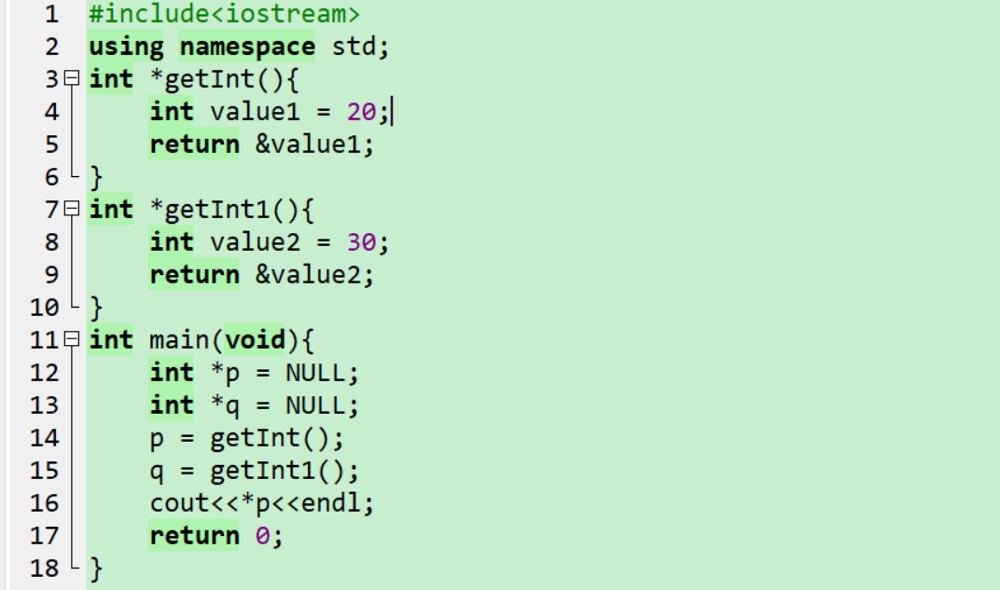 1 #include<iostream>
2 using namespace std;
3 int *getInt(){
4     int value1 = 20;
5     return &value1;
6 }
7 int *getInt1(){
8     int value2 = 30;
9     return &value2;
10 }
11 int main(void){
12     int *p = NULL;
13     int *q = NULL;
14     p = getInt();
15     q = getInt1();
16     cout<<*p<<endl;
17     return 0;
18 }